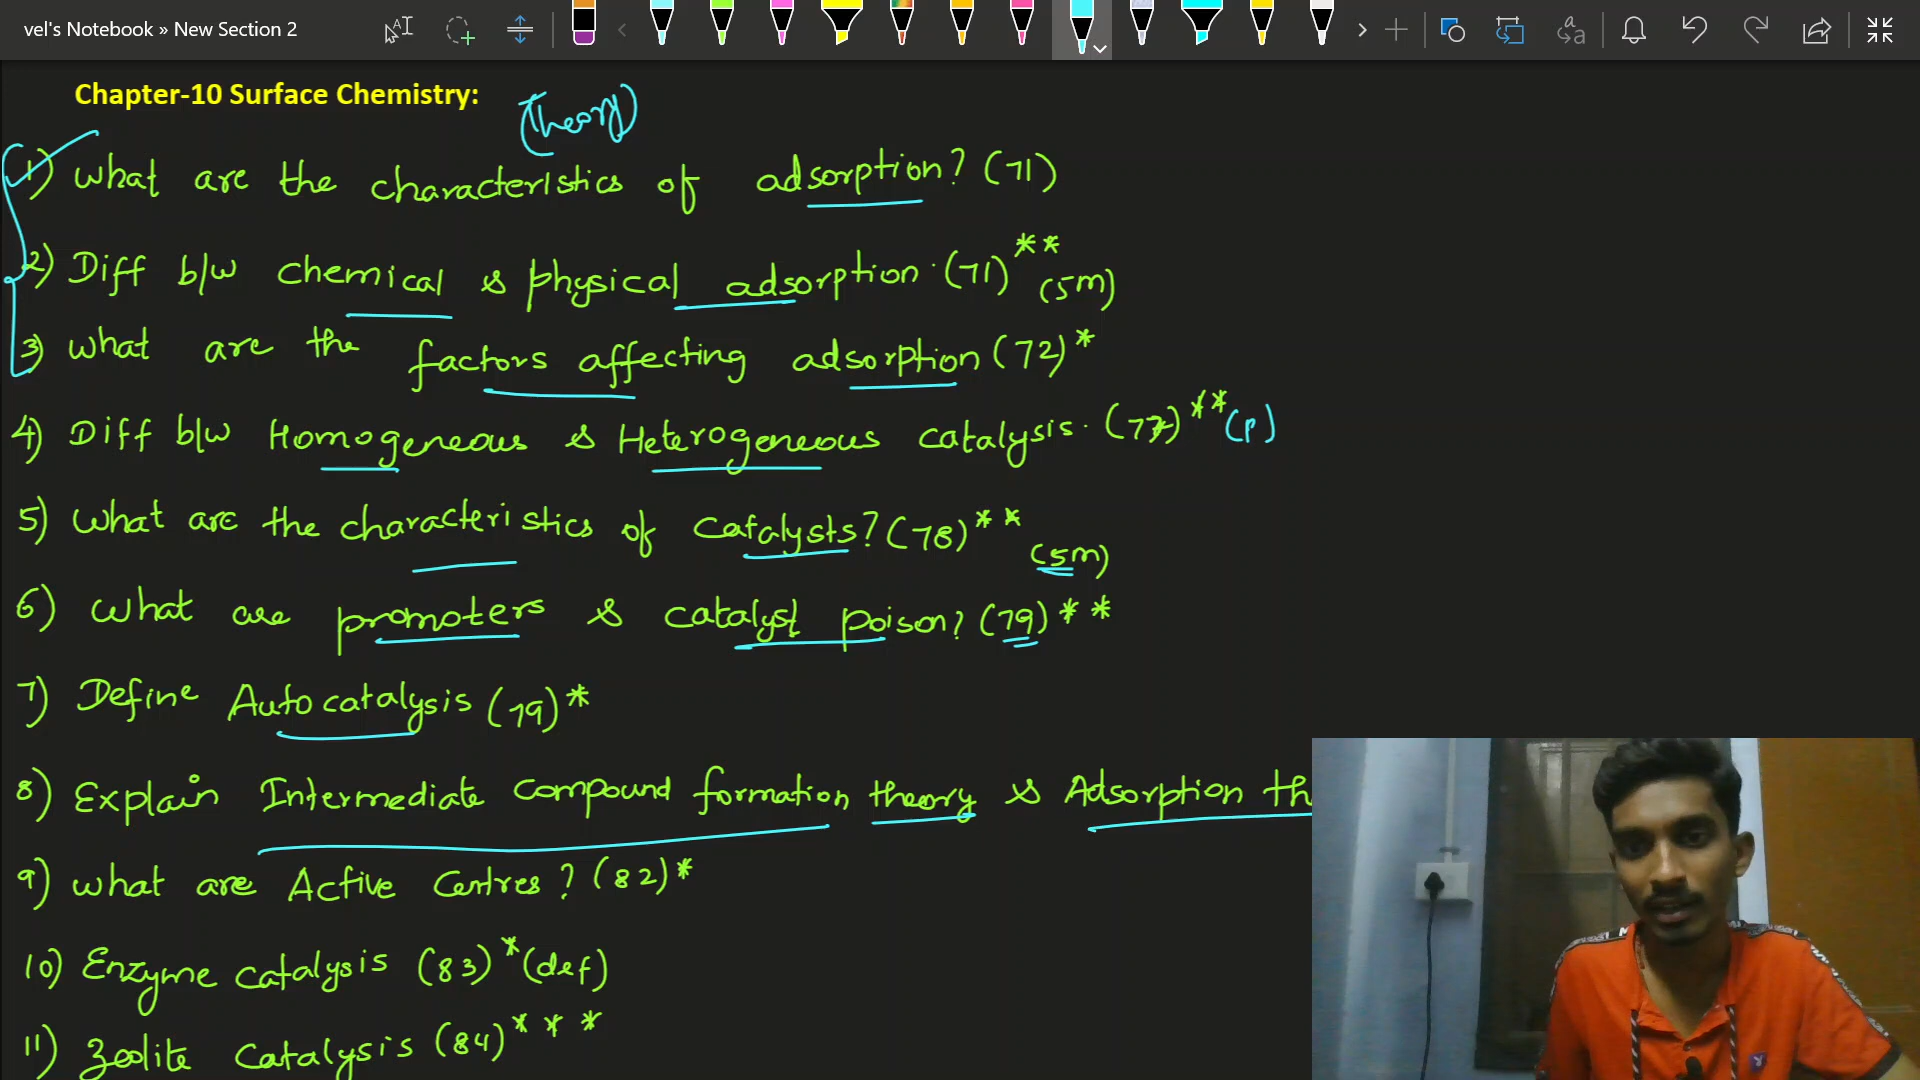 vel's Notebook » New Section 2
Chapter-10 Surface Chemistry:
(Theory)
1) What are the characteristics of adsorption? (71)
2) Diff b/w chemical & physical adsorption. (71)** (5m)
3) What are the factors affecting adsorption (72)*
4) Diff b/w Homogeneous & Heterogeneous catalysis. (77)** (P)
5) What are the characteristics of catalysts? (78)** (5m)
6) What are promoters & catalyst poison? (79)**
7) Define Autocatalysis (79)*
8) Explain Intermediate compound formation theory & Adsorption th
9) What are Active Centres? (82)*
10) Enzyme catalysis (83)* (def)
11) Zeolite Catalysis (84)***